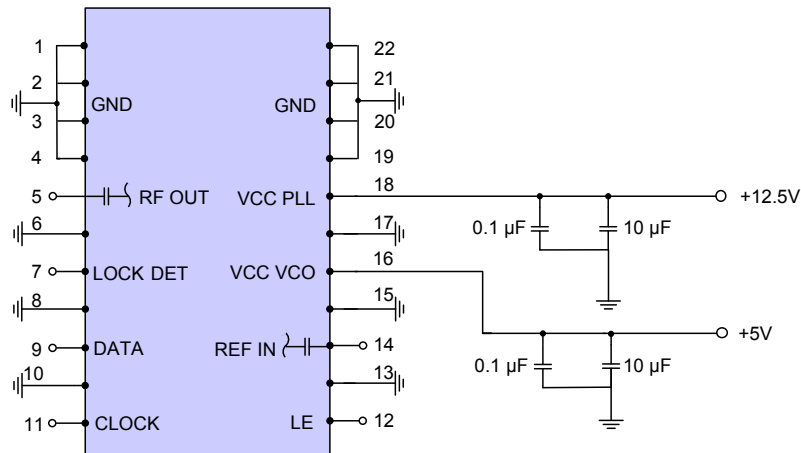 1 22
2 21
GND GND
3 20
4 19
5 RF OUT VCC PLL 18 +12.5V
6 17 0.1 µF 10 µF
7 LOCK DET VCC VCO 16
8 15
9 DATA REF IN 14 +5V
10 13 0.1 µF 10 µF
11 CLOCK LE 12